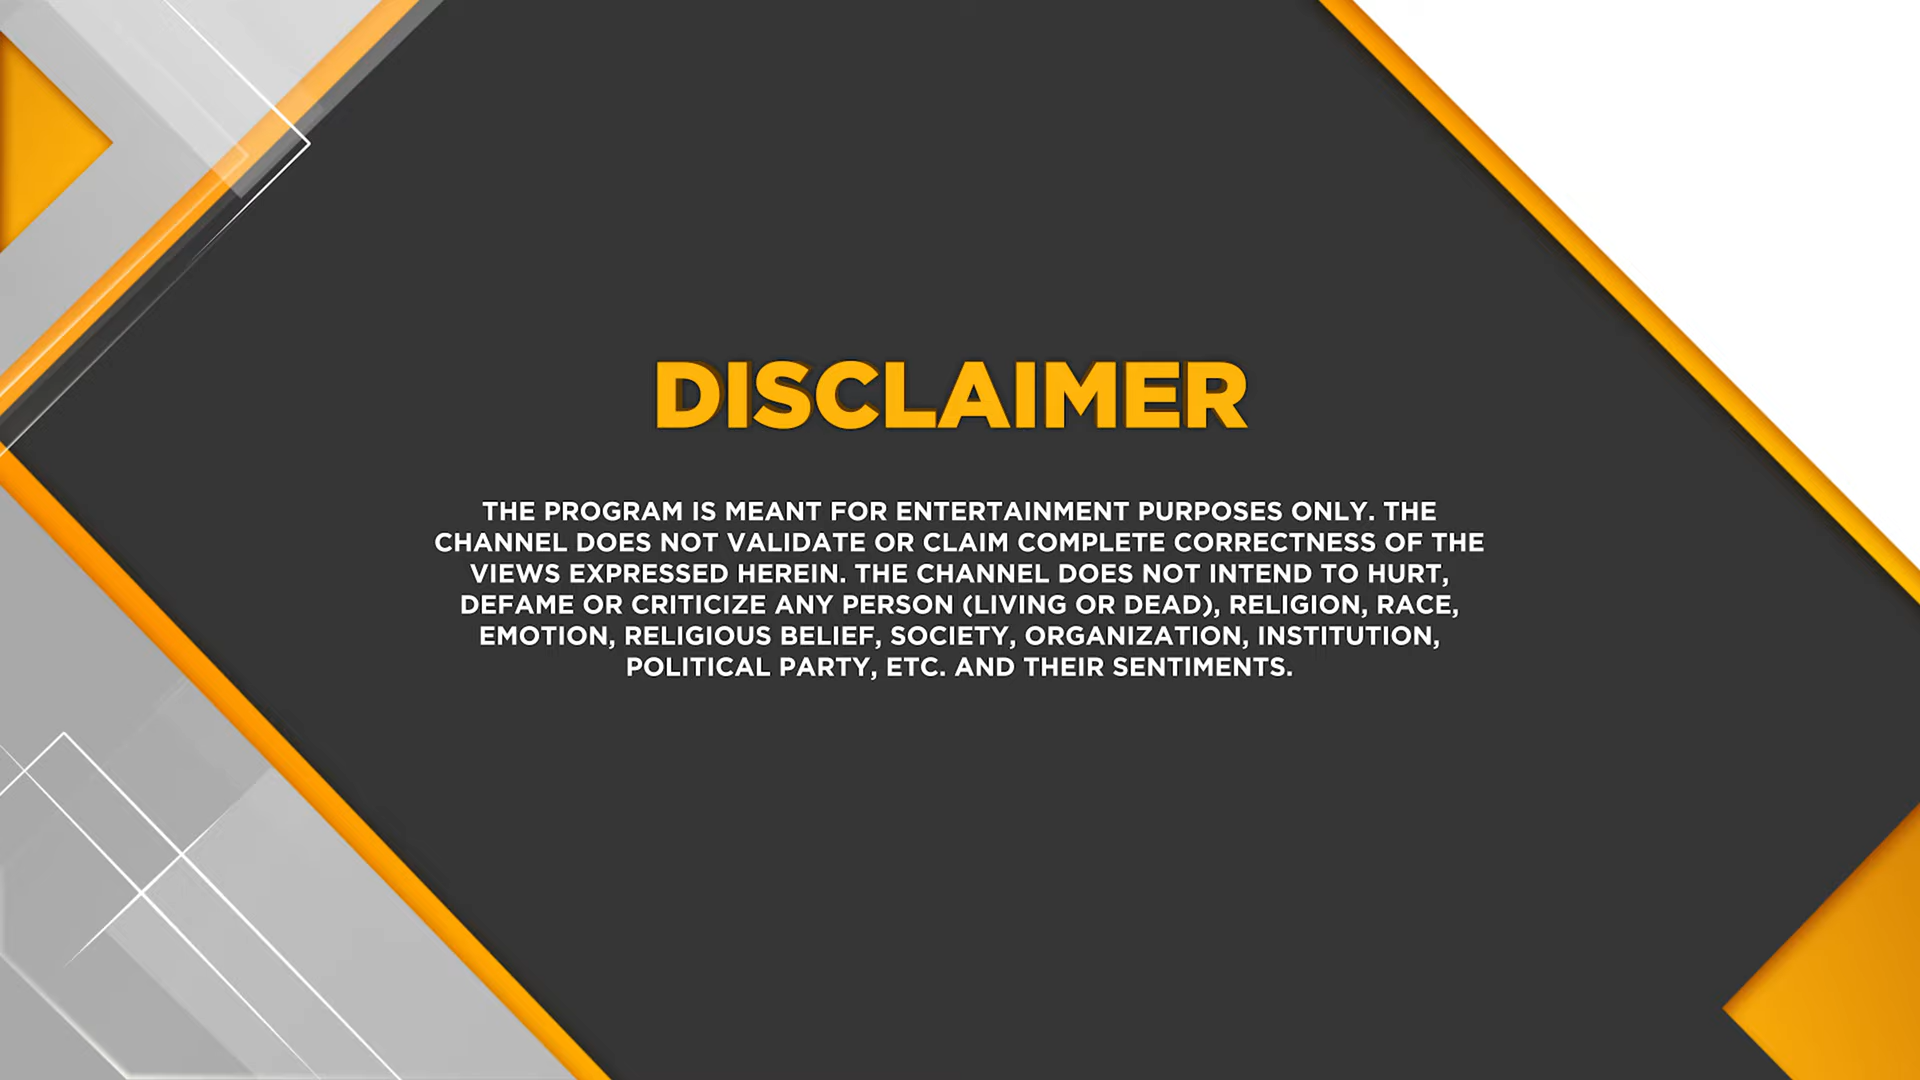 DISCLAIMER
THE PROGRAM IS MEANT FOR ENTERTAINMENT PURPOSES ONLY. THE
CHANNEL DOES NOT VALIDATE OR CLAIM COMPLETE CORRECTNESS OF THE
VIEWS EXPRESSED HEREIN. THE CHANNEL DOES NOT INTEND TO HURT,
DEFAME OR CRITICIZE ANY PERSON (LIVING OR DEAD), RELIGION, RACE,
EMOTION, RELIGIOUS BELIEF, SOCIETY, ORGANIZATION, INSTITUTION,
POLITICAL PARTY, ETC. AND THEIR SENTIMENTS.